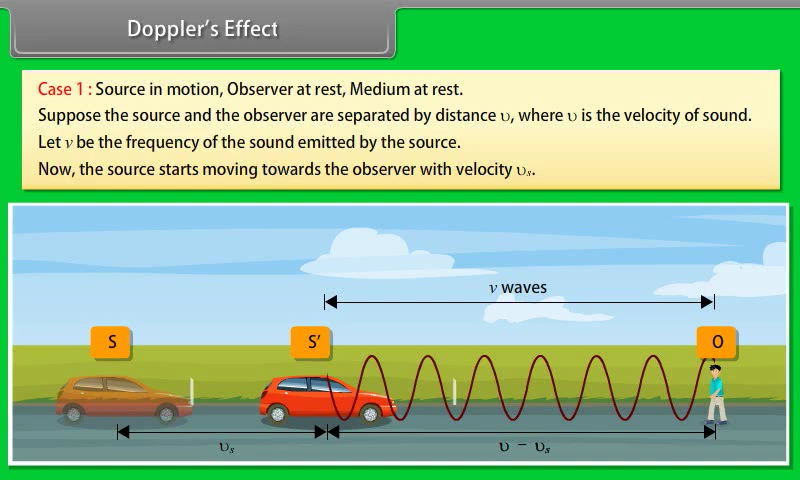 Doppler's Effect
Case 1 : Source in motion, Observer at rest, Medium at rest.
Suppose the source and the observer are separated by distance υ, where υ is the velocity of sound.
Let ν be the frequency of the sound emitted by the source.
Now, the source starts moving towards the observer with velocity υₛ.
ν waves
S
S′
O
υₛ
υ − υₛ